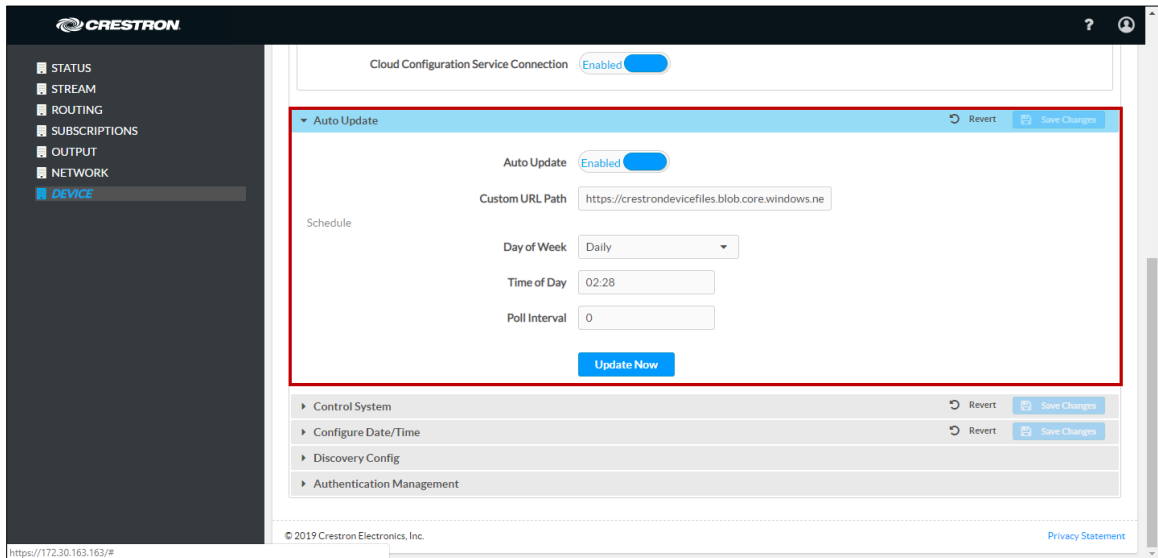 CRESTRON
?
STATUS
STREAM
ROUTING
SUBSCRIPTIONS
OUTPUT
NETWORK
DEVICE
Cloud Configuration Service Connection Enabled
Auto Update Revert Save Changes
Auto Update Enabled
Custom URL Path https://crestrondevicefiles.blob.core.windows.ne
Schedule
Day of Week Daily
Time of Day 02:28
Poll Interval 0
Update Now
Control System Revert Save Changes
Configure Date/Time Revert Save Changes
Discovery Config
Authentication Management
© 2019 Crestron Electronics, Inc. Privacy Statement
https://172.30.163.163/#